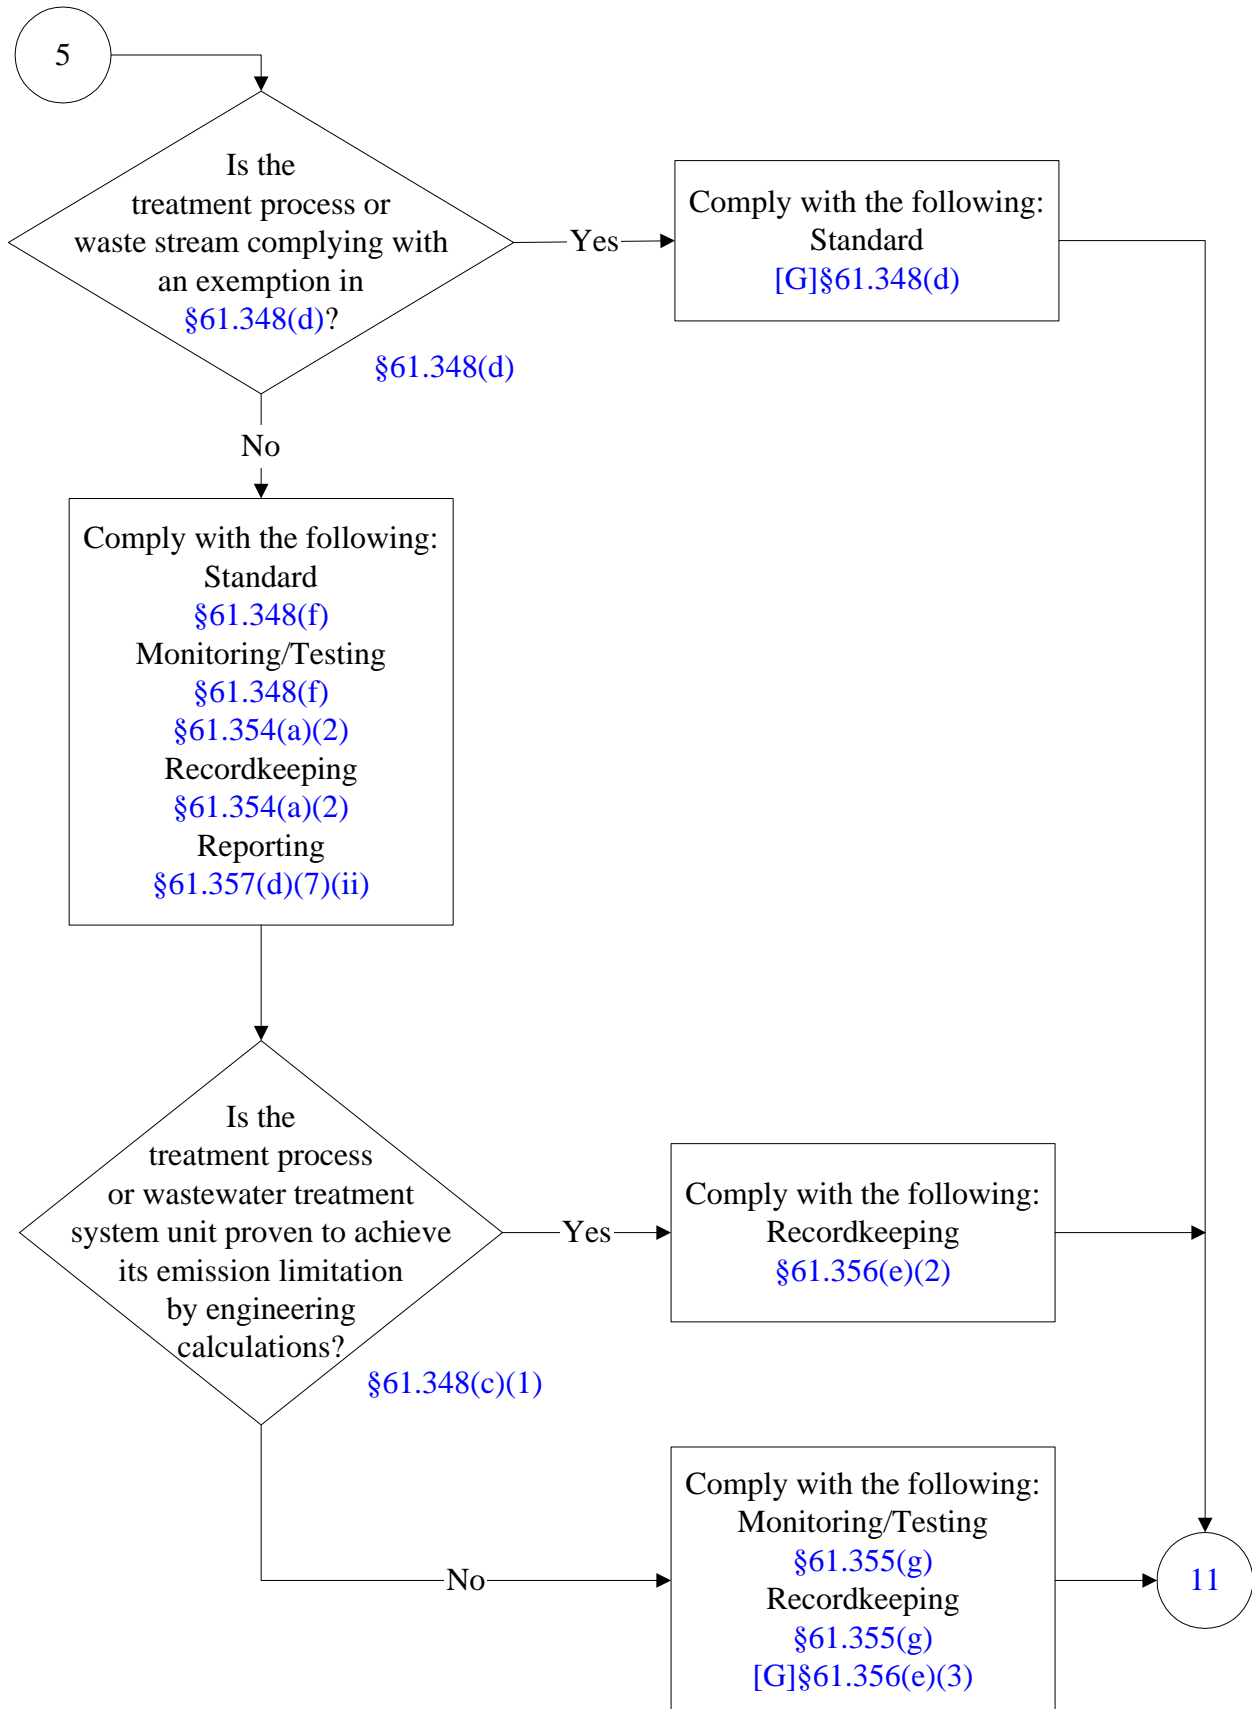 5
Is the
treatment process or
waste stream complying with
an exemption in
§61.348(d)?
§61.348(d)
Yes
Comply with the following:
Standard
[G]§61.348(d)
No
Comply with the following:
Standard
§61.348(f)
Monitoring/Testing
§61.348(f)
§61.354(a)(2)
Recordkeeping
§61.354(a)(2)
Reporting
§61.357(d)(7)(ii)
Is the
treatment process
or wastewater treatment
system unit proven to achieve
its emission limitation
by engineering
calculations?
§61.348(c)(1)
Yes
Comply with the following:
Recordkeeping
§61.356(e)(2)
No
Comply with the following:
Monitoring/Testing
§61.355(g)
Recordkeeping
§61.355(g)
[G]§61.356(e)(3)
11